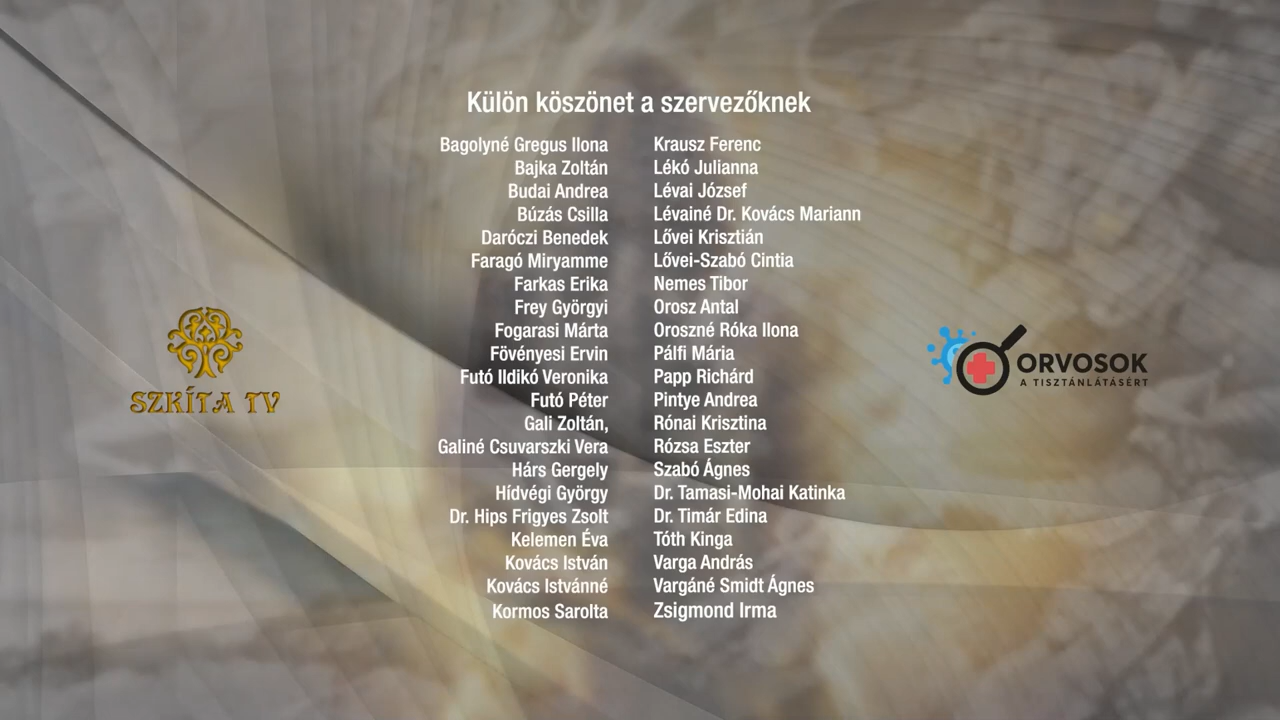 Külön köszönet a szervezőknek
Bagolyné Gregus Ilona
Bajka Zoltán
Budai Andrea
Búzás Csilla
Daróczi Benedek
Faragó Miryamme
Farkas Erika
Frey Györgyi
Fogarasi Márta
Fövényesi Ervin
Futó Ildikó Veronika
Futó Péter
Gali Zoltán,
Galiné Csuvarszki Vera
Hárs Gergely
Hídvégi György
Dr. Hips Frigyes Zsolt
Kelemen Éva
Kovács István
Kovács Istvánné
Kormos Sarolta
Krausz Ferenc
Lékó Julianna
Lévai József
Lévainé Dr. Kovács Mariann
Lővei Krisztián
Lővei-Szabó Cintia
Nemes Tibor
Orosz Antal
Oroszné Róka Ilona
Pálfi Mária
Papp Richárd
Pintye Andrea
Rónai Krisztina
Rózsa Eszter
Szabó Ágnes
Dr. Tamasi-Mohai Katinka
Dr. Timár Edina
Tóth Kinga
Varga András
Vargáné Smidt Ágnes
Zsigmond Irma
SZKÍTA TV
ORVOSOK
A TISZTÁNLÁTÁSÉRT